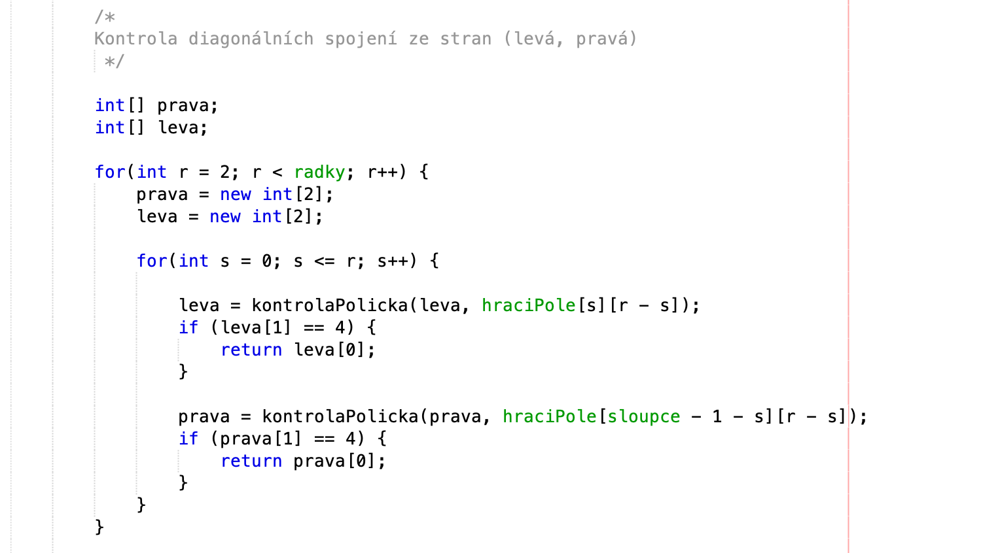 /*
Kontrola diagonálních spojení ze stran (levá, pravá)
 */
int[] prava;
int[] leva;
for(int r = 2; r < radky; r++) {
    prava = new int[2];
    leva = new int[2];
    for(int s = 0; s <= r; s++) {
        leva = kontrolaPolicka(leva, hraciPole[s][r - s]);
        if (leva[1] == 4) {
            return leva[0];
        }
        prava = kontrolaPolicka(prava, hraciPole[sloupce - 1 - s][r - s]);
        if (prava[1] == 4) {
            return prava[0];
        }
    }
}